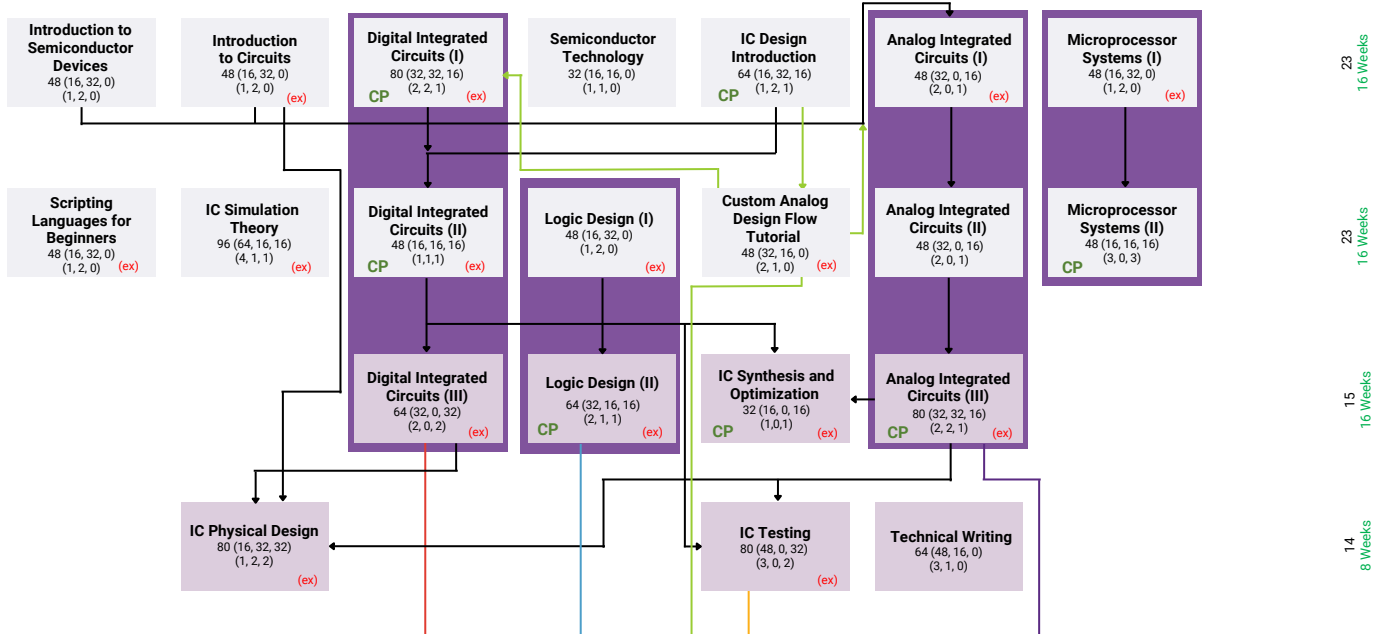 Introduction to
Semiconductor
Devices
48 (16, 32, 0)
(1, 2, 0)
Introduction
to Circuits
48 (16, 32, 0)
(1, 2, 0)
(ex)
Digital Integrated
Circuits (I)
80 (32, 32, 16)
(2, 2, 1)
CP
(ex)
Semiconductor
Technology
32 (16, 16, 0)
(1, 1, 0)
IC Design
Introduction
64 (16, 32, 16)
(1, 2, 1)
CP
Analog Integrated
Circuits (I)
48 (32, 0, 16)
(2, 0, 1)
(ex)
Microprocessor
Systems (I)
48 (16, 32, 0)
(1, 2, 0)
(ex)
23
16 Weeks
Scripting
Languages for
Beginners
48 (16, 32, 0)
(1, 2, 0)
(ex)
IC Simulation
Theory
96 (64, 16, 16)
(4, 1, 1)
(ex)
Digital Integrated
Circuits (II)
48 (16, 16, 16)
(1,1,1)
CP
(ex)
Logic Design (I)
48 (16, 32, 0)
(1, 2, 0)
(ex)
Custom Analog
Design Flow
Tutorial
48 (32, 16, 0)
(2, 1, 0)
(ex)
Analog Integrated
Circuits (II)
48 (32, 0, 16)
(2, 0, 1)
(ex)
Microprocessor
Systems (II)
48 (16, 16, 16)
(3, 0, 3)
CP
23
16 Weeks
Digital Integrated
Circuits (III)
64 (32, 0, 32)
(2, 0, 2)
(ex)
Logic Design (II)
64 (32, 16, 16)
(2, 1, 1)
CP
(ex)
IC Synthesis and
Optimization
32 (16, 0, 16)
(1,0,1)
CP
(ex)
Analog Integrated
Circuits (III)
80 (32, 32, 16)
(2, 2, 1)
CP
(ex)
15
16 Weeks
IC Physical Design
80 (16, 32, 32)
(1, 2, 2)
(ex)
IC Testing
80 (48, 0, 32)
(3, 0, 2)
(ex)
Technical Writing
64 (48, 16, 0)
(3, 1, 0)
14
8 Weeks